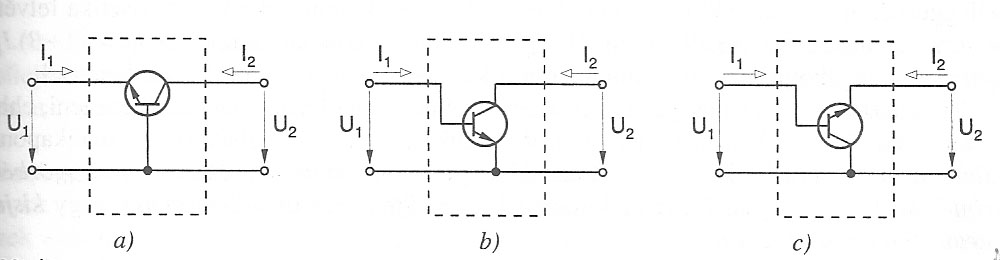 I₁ I₂ I₁ I₂ I₁ I₂
U₁ U₂ U₁ U₂ U₁ U₂
a) b) c)